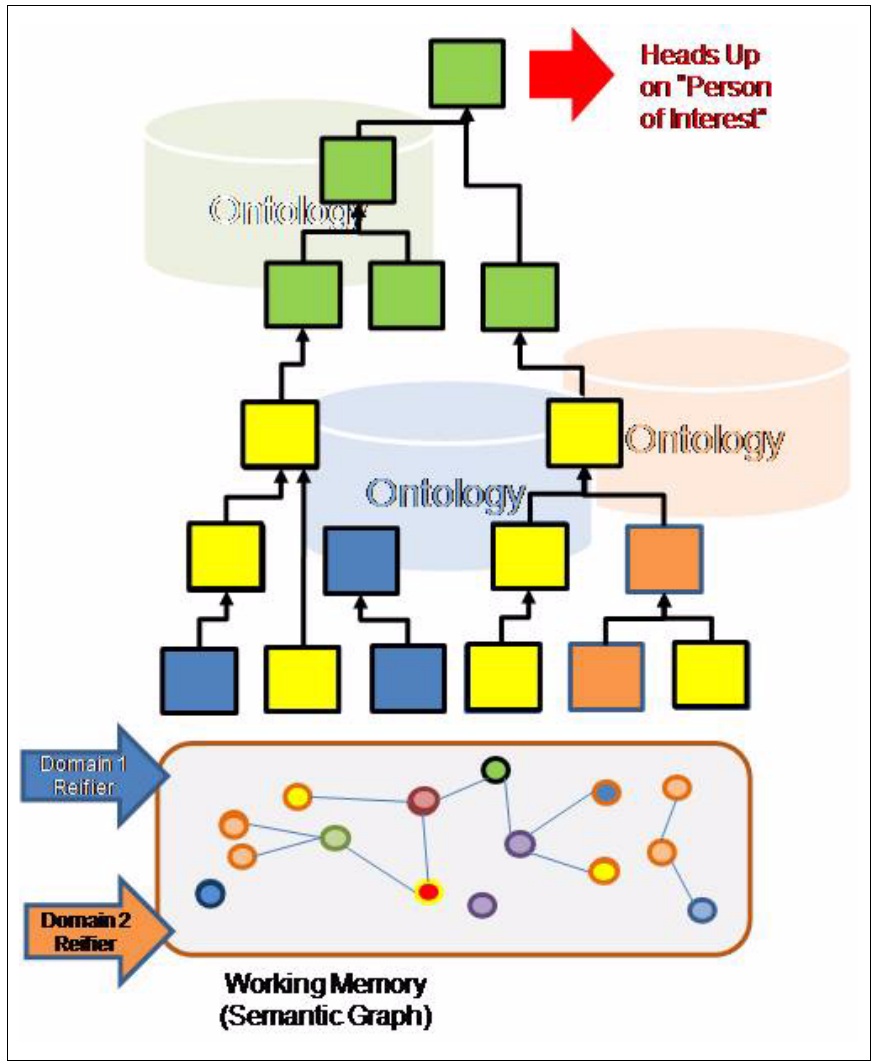 Heads Up
on "Person
of Interest"
Ontology
Ontology
Ontology
Domain 1
Reifier
Domain 2
Reifier
Working Memory
(Semantic Graph)